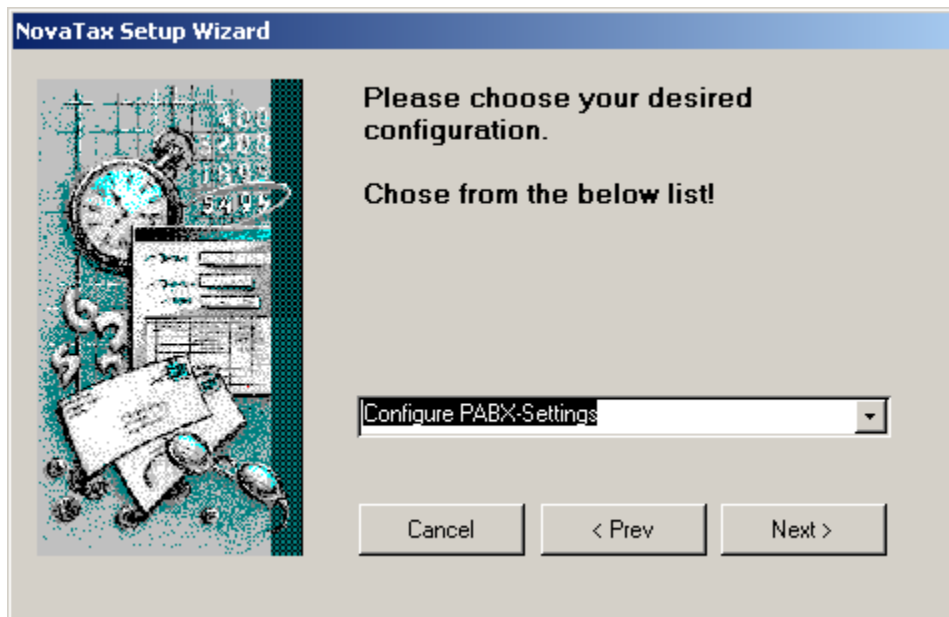 NovaTax Setup Wizard
Please choose your desired
configuration.
Chose from the below list!
5495
Configure PABX-Settings
Cancel
< Prev
Next >